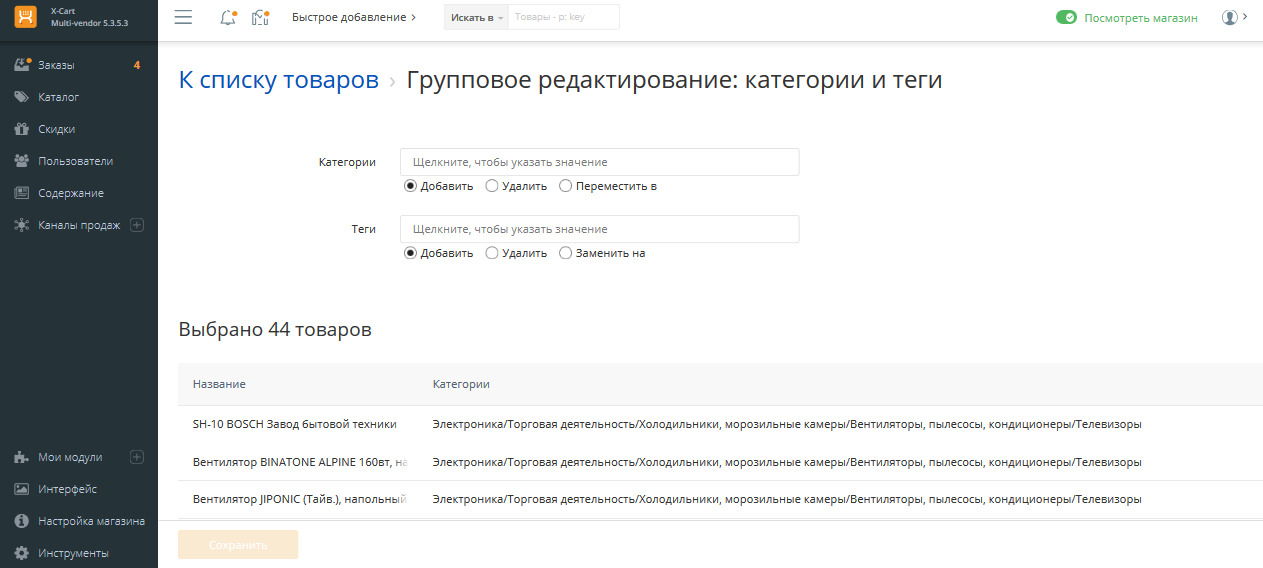 X-Cart
Multi-vendor 5.3.5.3
Быстрое добавление
Искать в
Товары - p: key
Посмотреть магазин
Заказы 4
Каталог
Скидки
Пользователи
Содержание
Каналы продаж
Мои модули
Интерфейс
Настройка магазина
Инструменты
К списку товаров › Групповое редактирование: категории и теги
Категории
Щелкните, чтобы указать значение
Добавить Удалить Переместить в
Теги
Щелкните, чтобы указать значение
Добавить Удалить Заменить на
Выбрано 44 товаров
Название Категории
SH-10 BOSCH Завод бытовой техники Электроника/Торговая деятельность/Холодильники, морозильные камеры/Вентиляторы, пылесосы, кондиционеры/Телевизоры
Вентилятор BINATONE ALPINE 160вт, на Электроника/Торговая деятельность/Холодильники, морозильные камеры/Вентиляторы, пылесосы, кондиционеры/Телевизоры
Вентилятор JIPONIC (Тайв.), напольный Электроника/Торговая деятельность/Холодильники, морозильные камеры/Вентиляторы, пылесосы, кондиционеры/Телевизоры
Сохранить